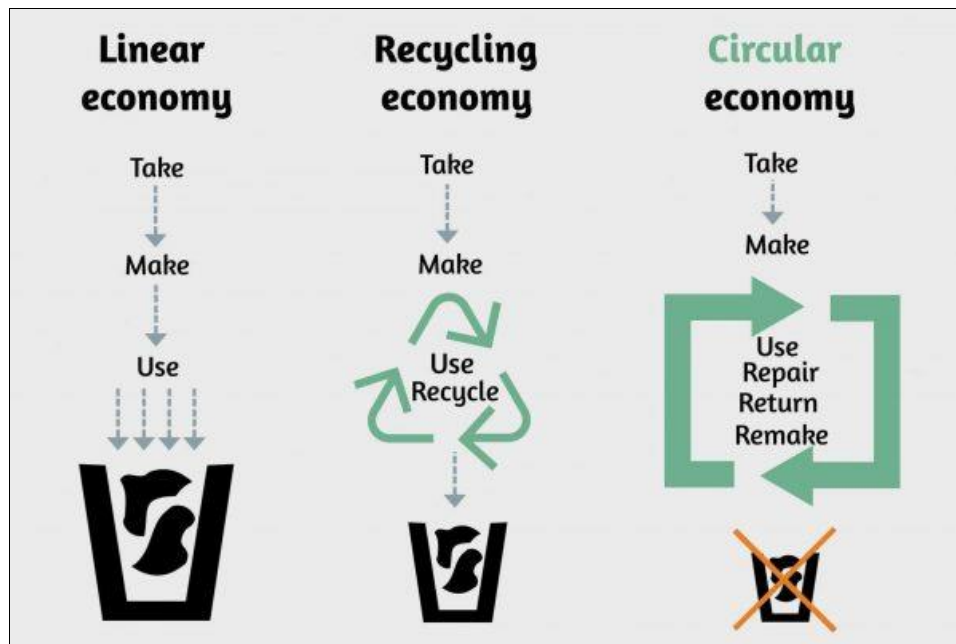 Linear
economy
Take
Make
Use
Recycling
economy
Take
Make
Use
Recycle
Circular
economy
Take
Make
Use
Repair
Return
Remake